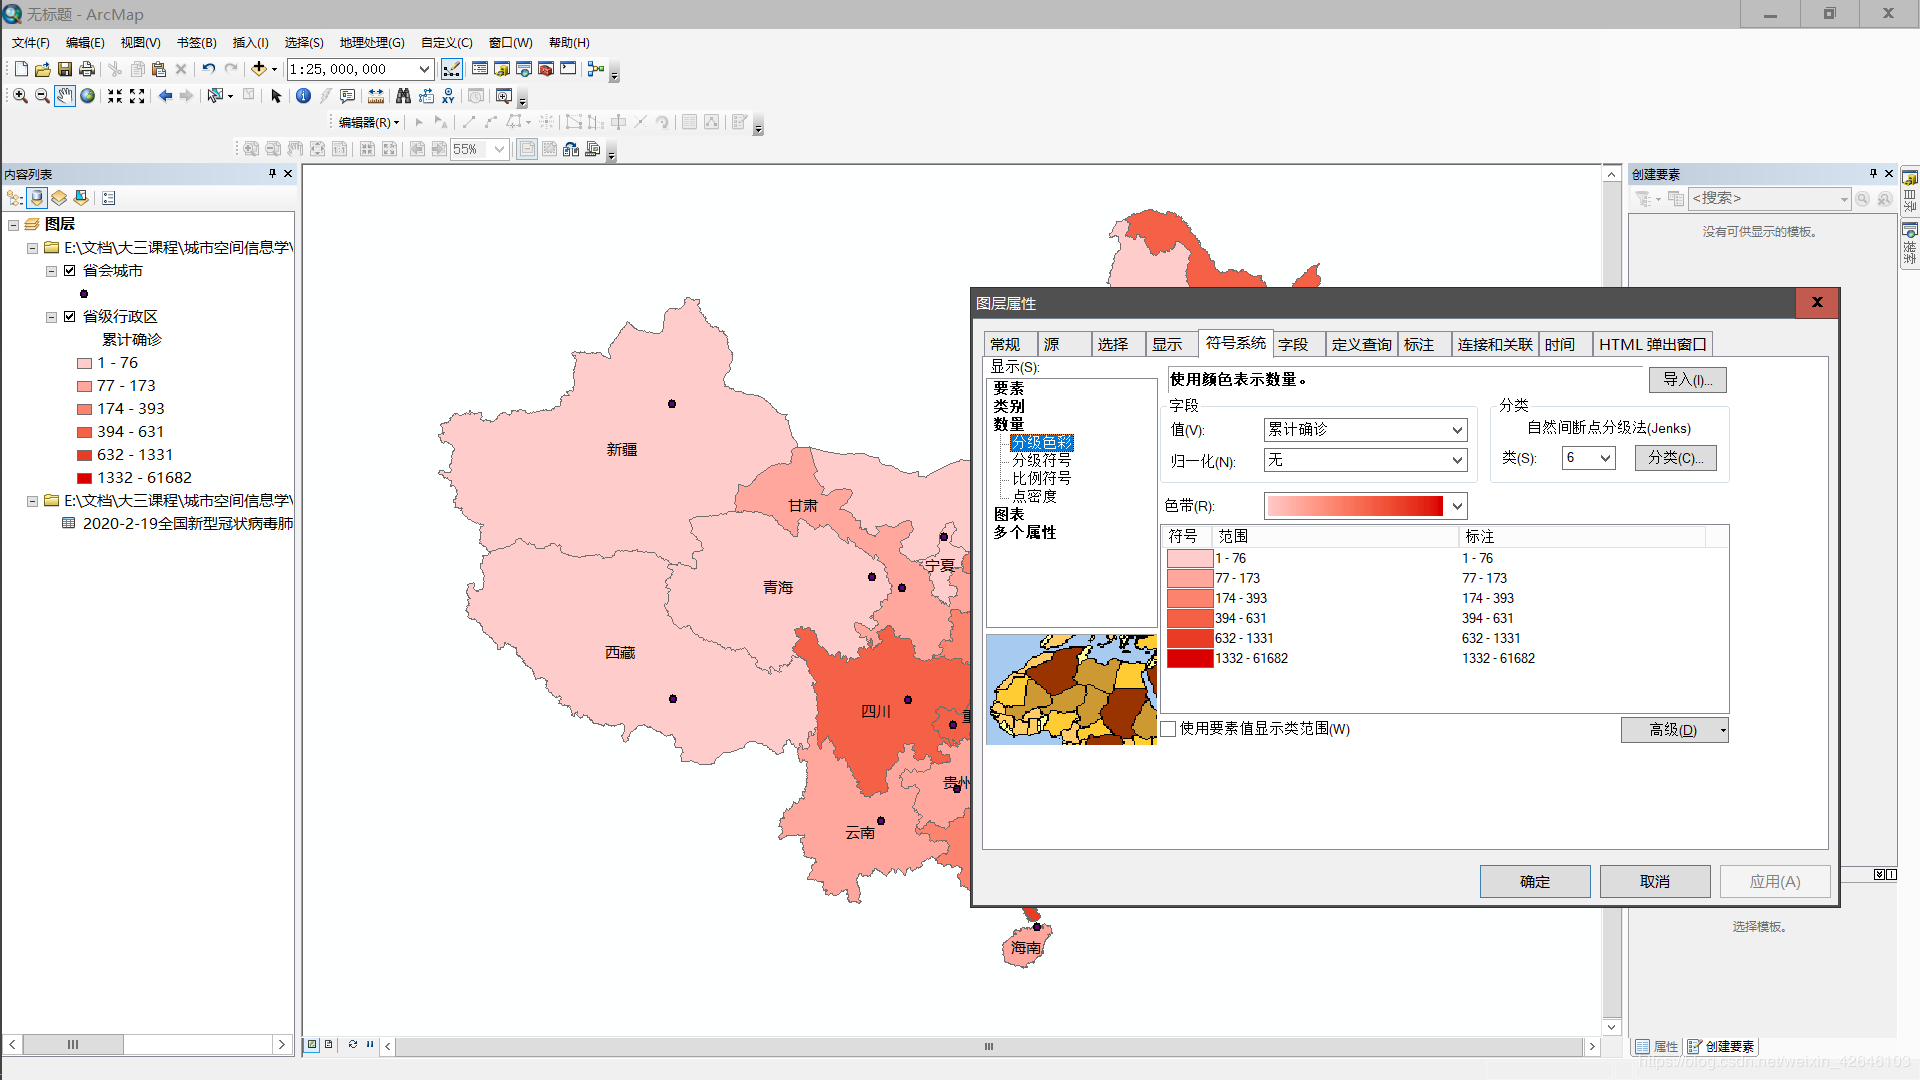 无标题 - ArcMap
文件(F) 编辑(E) 视图(V) 书签(B) 插入(I) 选择(S) 地理处理(G) 自定义(C) 窗口(W) 帮助(H)
1:25,000,000
编辑器(R)
55%
内容列表
图层
E:\文档\大三课程\城市空间信息学\
省会城市
省级行政区
累计确诊
1 - 76
77 - 173
174 - 393
394 - 631
632 - 1331
1332 - 61682
E:\文档\大三课程\城市空间信息学\
2020-2-19全国新型冠状病毒肺
新疆
甘肃
宁夏
青海
西藏
四川
重
贵州
云南
海南
图层属性
常规 源 选择 显示 符号系统 字段 定义查询 标注 连接和关联 时间 HTML 弹出窗口
显示(S):
要素
类别
数量
分级色彩
分级符号
比例符号
点密度
图表
多个属性
使用颜色表示数量。
导入(I)...
字段
值(V):
累计确诊
归一化(N):
无
分类
自然间断点分级法(Jenks)
类(S):
6
分类(C)...
色带(R):
符号 范围 标注
1 - 76 1 - 76
77 - 173 77 - 173
174 - 393 174 - 393
394 - 631 394 - 631
632 - 1331 632 - 1331
1332 - 61682 1332 - 61682
使用要素值显示类范围(W)
高级(D)
确定 取消 应用(A)
创建要素
<搜索>
没有可供显示的模板。
选择模板。
属性 创建要素
目录
搜索
https://blog.csdn.net/weixin_42646103